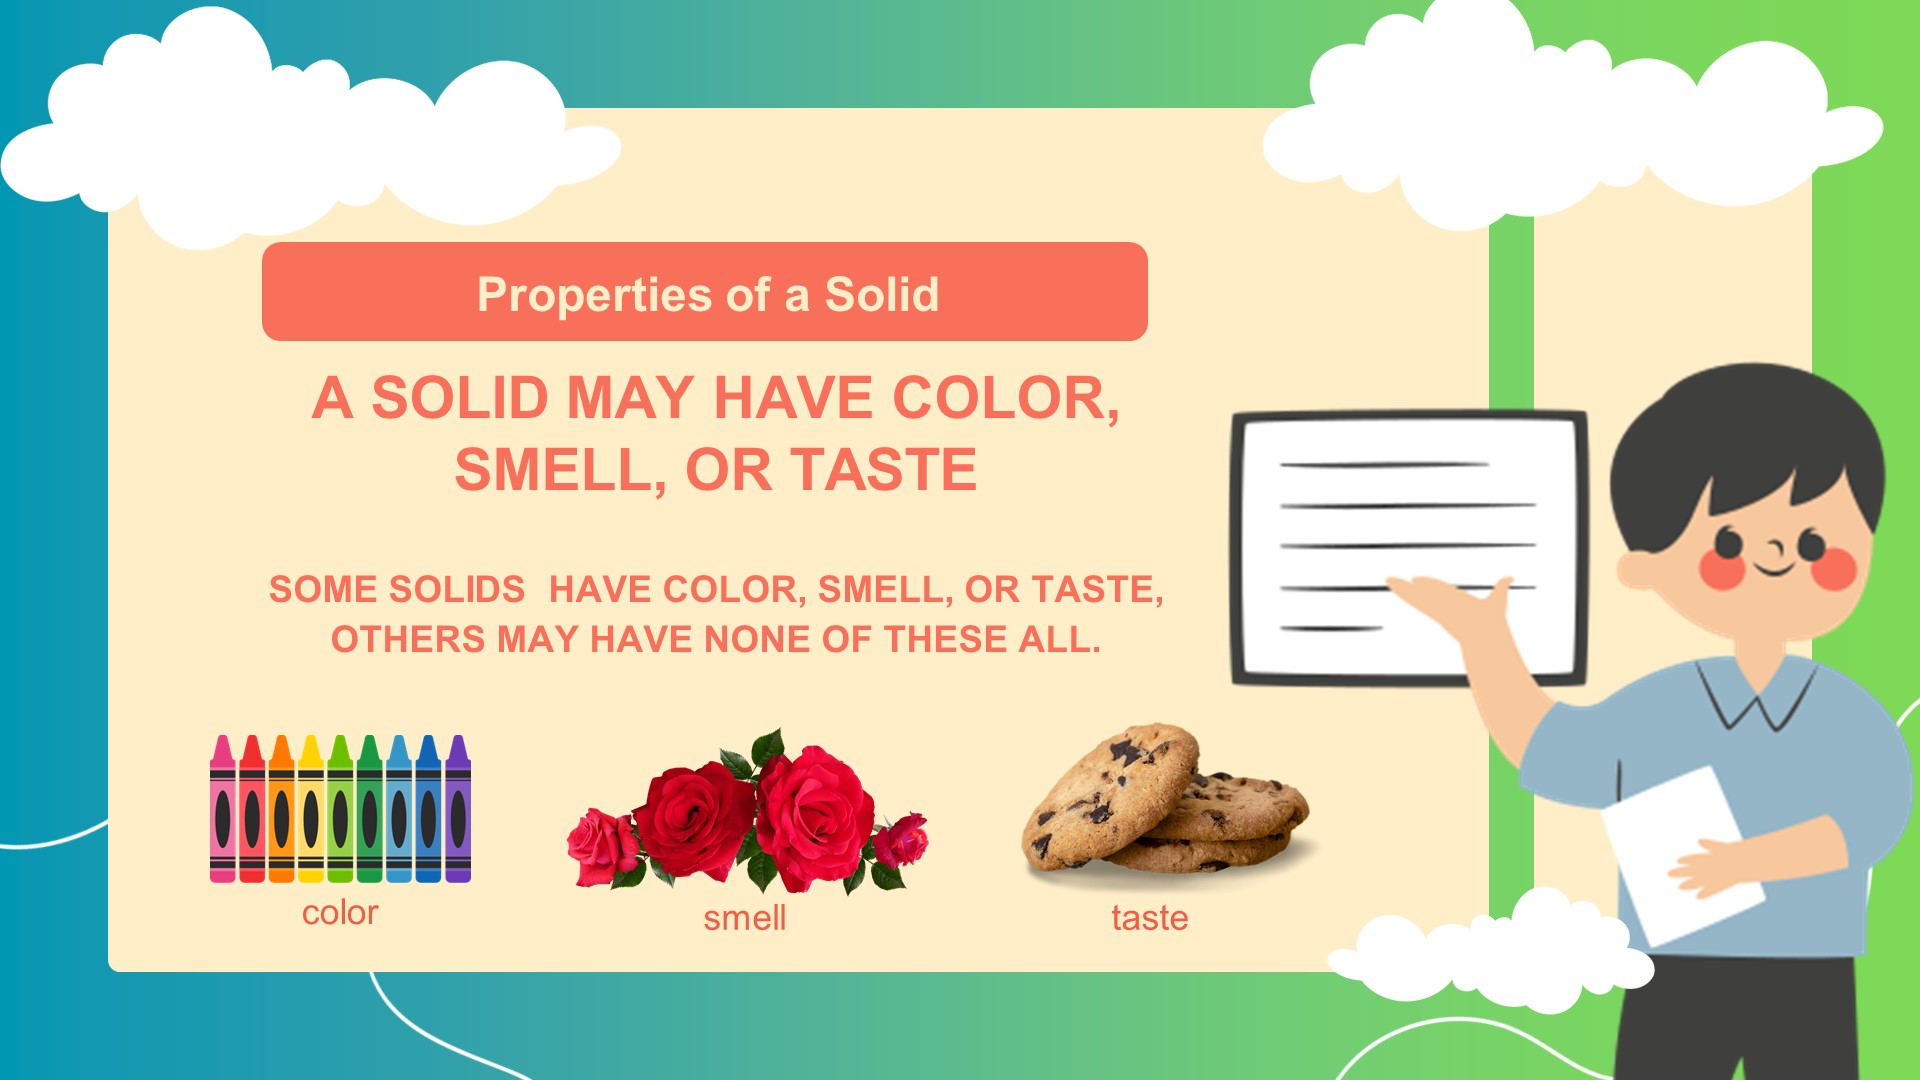 Properties of a Solid
A SOLID MAY HAVE COLOR,
SMELL, OR TASTE
SOME SOLIDS  HAVE COLOR, SMELL, OR TASTE,
OTHERS MAY HAVE NONE OF THESE ALL.
color
smell
taste